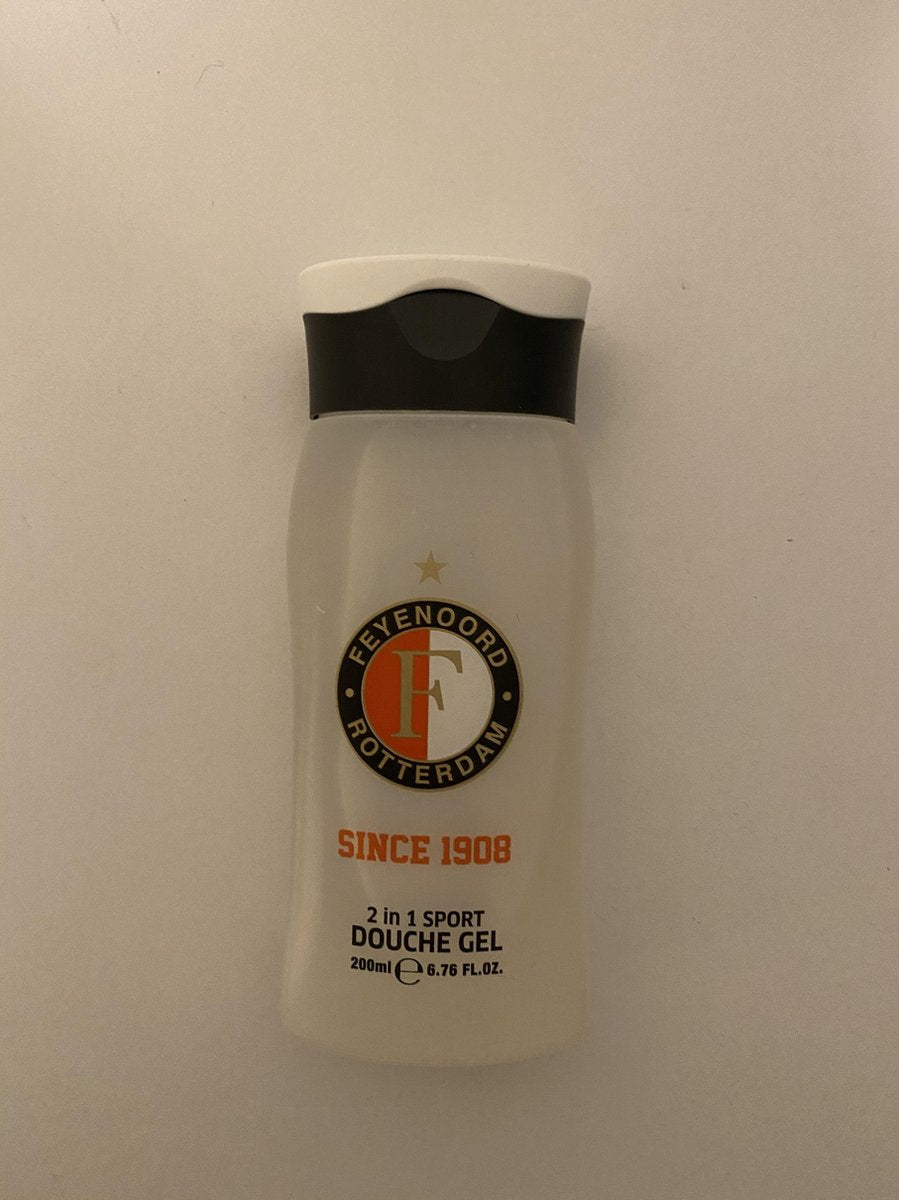 FEYENOORD
F
ROTTERDAM
SINCE 1908
2 in 1 SPORT
DOUCHE GEL
200ml ℮ 6.76 FL.OZ.